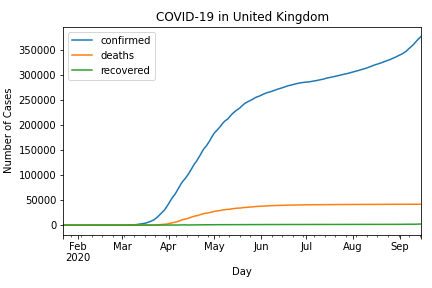 COVID-19 in United Kingdom
confirmed
deaths
recovered
Number of Cases
350000
300000
250000
200000
150000
100000
50000
0
Feb Mar Apr May Jun Jul Aug Sep
2020
Day